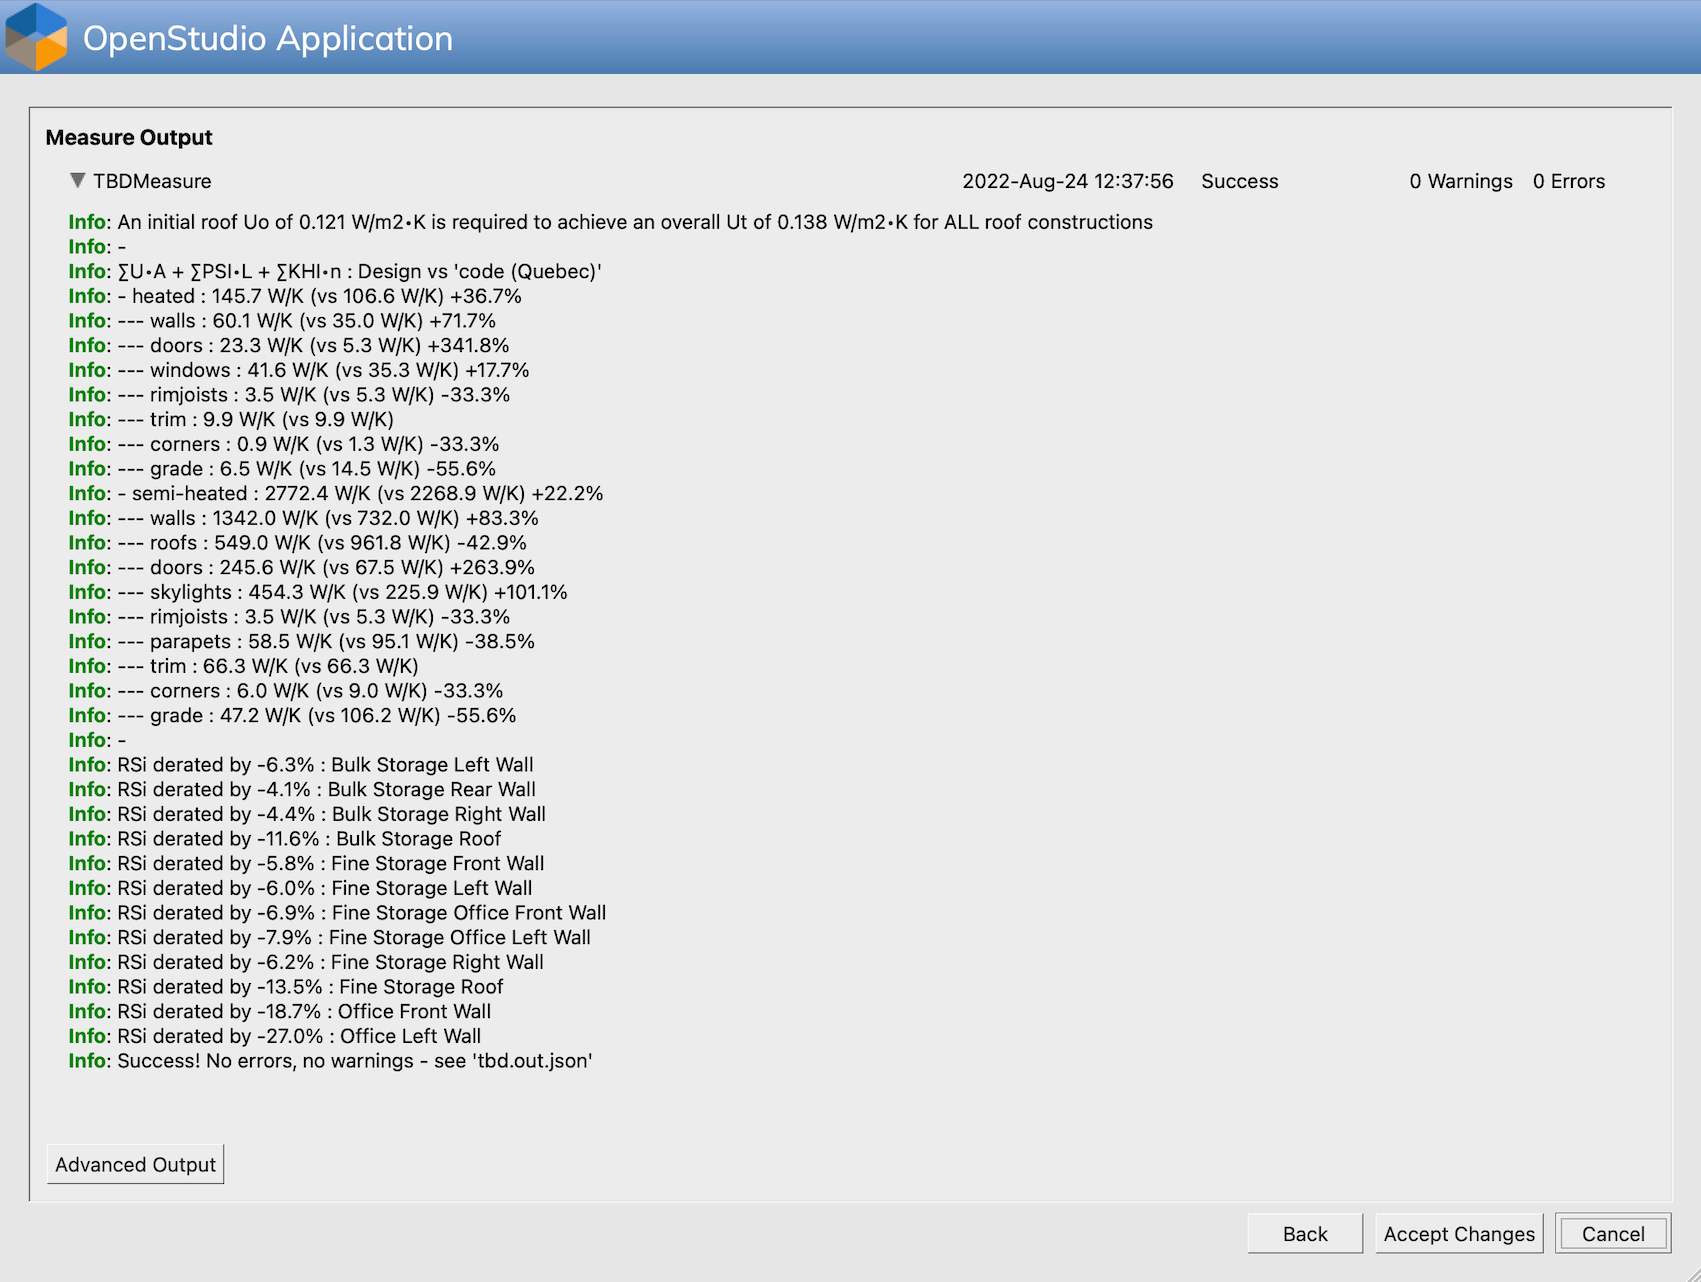 OpenStudio Application
Measure Output
▼ TBDMeasure 2022-Aug-24 12:37:56 Success 0 Warnings 0 Errors
Info: An initial roof Uo of 0.121 W/m2•K is required to achieve an overall Ut of 0.138 W/m2•K for ALL roof constructions
Info: -
Info: ∑U•A + ∑PSI•L + ∑KHI•n : Design vs 'code (Quebec)'
Info: - heated : 145.7 W/K (vs 106.6 W/K) +36.7%
Info: --- walls : 60.1 W/K (vs 35.0 W/K) +71.7%
Info: --- doors : 23.3 W/K (vs 5.3 W/K) +341.8%
Info: --- windows : 41.6 W/K (vs 35.3 W/K) +17.7%
Info: --- rimjoists : 3.5 W/K (vs 5.3 W/K) -33.3%
Info: --- trim : 9.9 W/K (vs 9.9 W/K)
Info: --- corners : 0.9 W/K (vs 1.3 W/K) -33.3%
Info: --- grade : 6.5 W/K (vs 14.5 W/K) -55.6%
Info: - semi-heated : 2772.4 W/K (vs 2268.9 W/K) +22.2%
Info: --- walls : 1342.0 W/K (vs 732.0 W/K) +83.3%
Info: --- roofs : 549.0 W/K (vs 961.8 W/K) -42.9%
Info: --- doors : 245.6 W/K (vs 67.5 W/K) +263.9%
Info: --- skylights : 454.3 W/K (vs 225.9 W/K) +101.1%
Info: --- rimjoists : 3.5 W/K (vs 5.3 W/K) -33.3%
Info: --- parapets : 58.5 W/K (vs 95.1 W/K) -38.5%
Info: --- trim : 66.3 W/K (vs 66.3 W/K)
Info: --- corners : 6.0 W/K (vs 9.0 W/K) -33.3%
Info: --- grade : 47.2 W/K (vs 106.2 W/K) -55.6%
Info: -
Info: RSi derated by -6.3% : Bulk Storage Left Wall
Info: RSi derated by -4.1% : Bulk Storage Rear Wall
Info: RSi derated by -4.4% : Bulk Storage Right Wall
Info: RSi derated by -11.6% : Bulk Storage Roof
Info: RSi derated by -5.8% : Fine Storage Front Wall
Info: RSi derated by -6.0% : Fine Storage Left Wall
Info: RSi derated by -6.9% : Fine Storage Office Front Wall
Info: RSi derated by -7.9% : Fine Storage Office Left Wall
Info: RSi derated by -6.2% : Fine Storage Right Wall
Info: RSi derated by -13.5% : Fine Storage Roof
Info: RSi derated by -18.7% : Office Front Wall
Info: RSi derated by -27.0% : Office Left Wall
Info: Success! No errors, no warnings - see 'tbd.out.json'
Advanced Output
Back Accept Changes Cancel